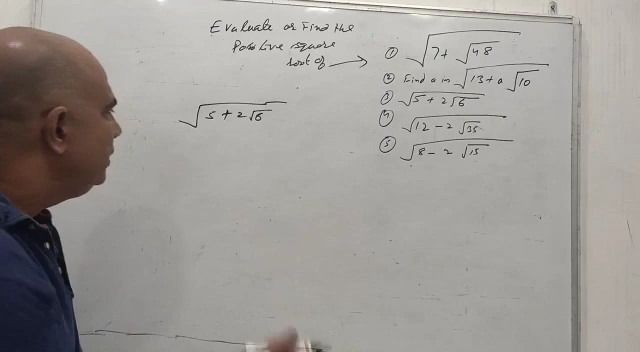 Evaluate or Find the
Positive square
root of →
① √(7+√48)
② Find a in √(13+a√10)
③ √(5+2√6)
④ √(12-2√35)
⑤ √(8-2√15)
√(5+2√6)